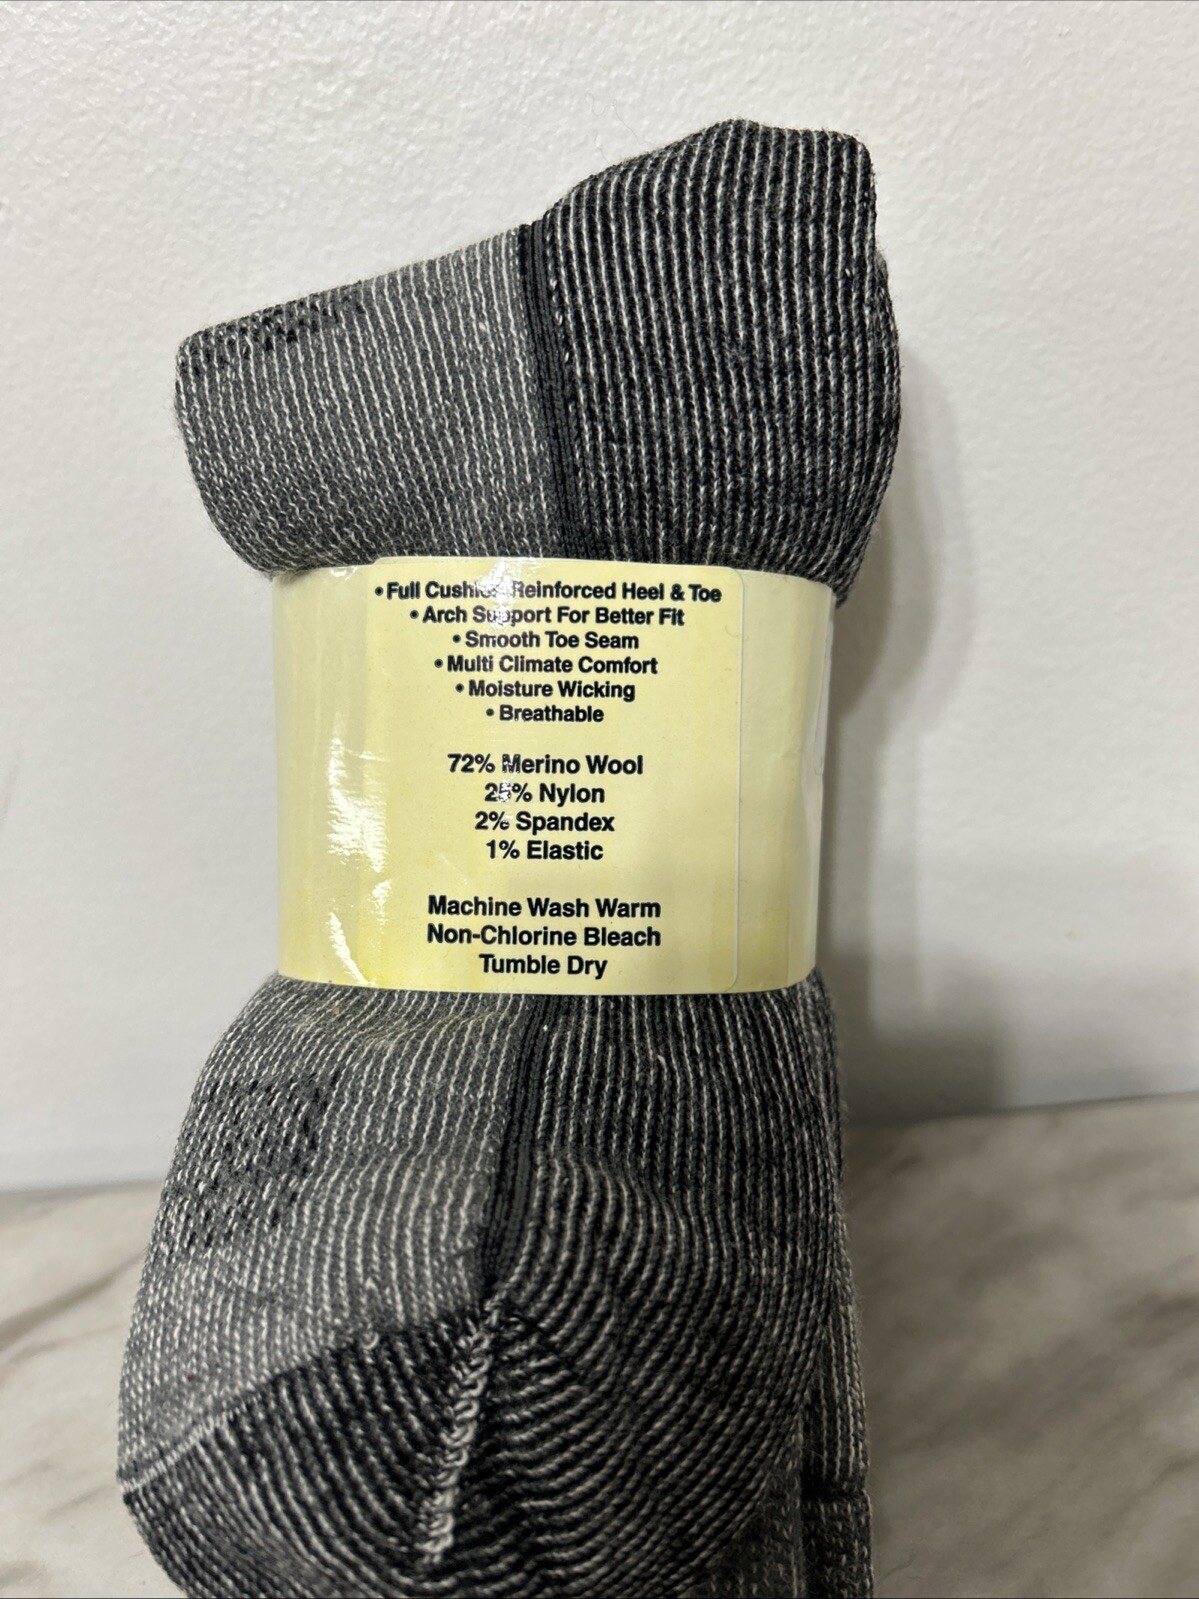 • Full Cushion Reinforced Heel & Toe
• Arch Support For Better Fit
• Smooth Toe Seam
• Multi Climate Comfort
• Moisture Wicking
• Breathable
72% Merino Wool
25% Nylon
2% Spandex
1% Elastic
Machine Wash Warm
Non-Chlorine Bleach
Tumble Dry